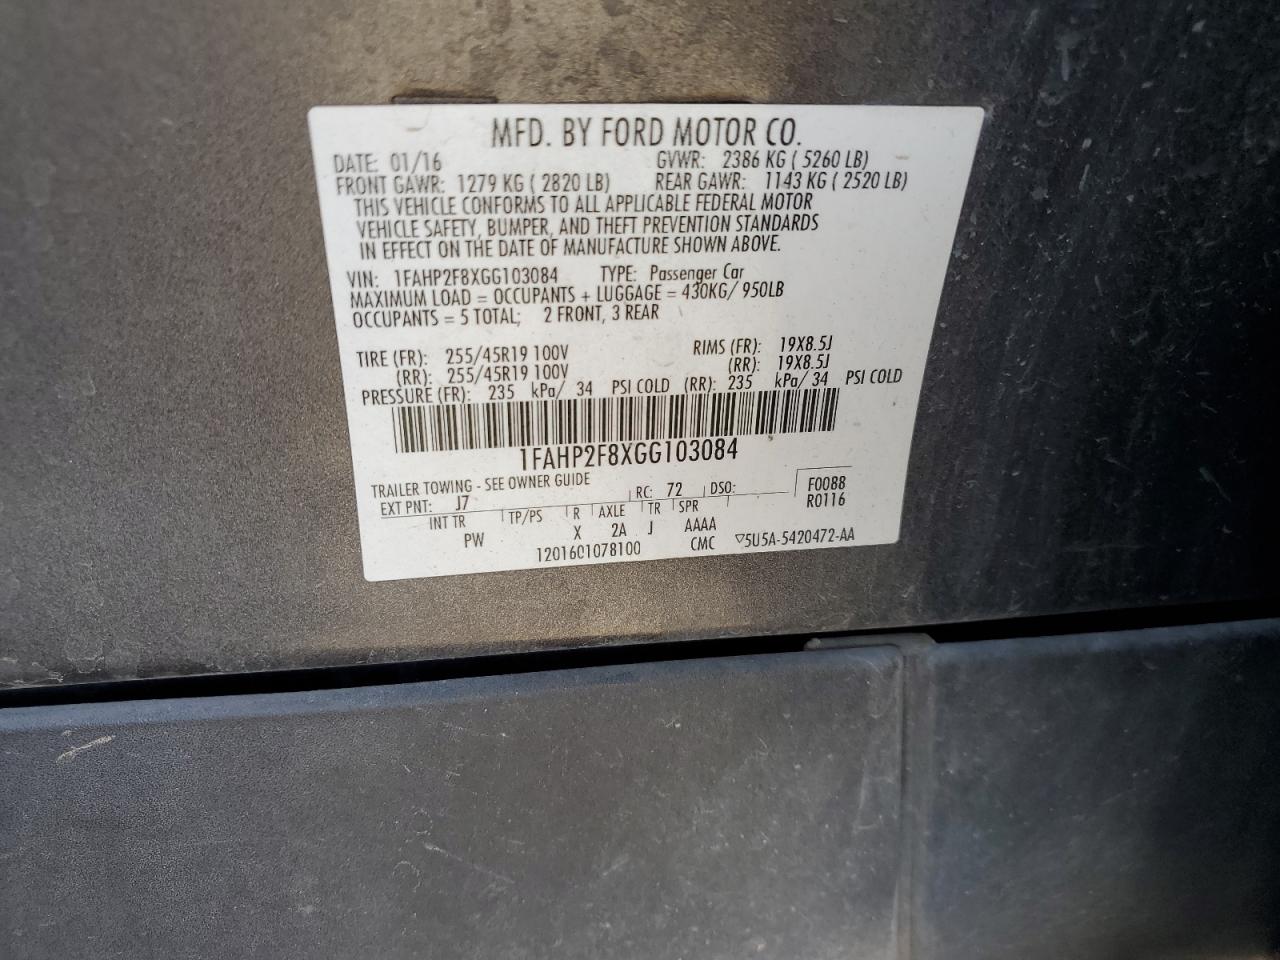 MFD. BY FORD MOTOR CO.
DATE: 01/16 GVWR: 2386 KG ( 5260 LB)
FRONT GAWR: 1279 KG ( 2820 LB) REAR GAWR: 1143 KG ( 2520 LB)
THIS VEHICLE CONFORMS TO ALL APPLICABLE FEDERAL MOTOR
VEHICLE SAFETY, BUMPER, AND THEFT PREVENTION STANDARDS
IN EFFECT ON THE DATE OF MANUFACTURE SHOWN ABOVE.
VIN: 1FAHP2F8XGG103084 TYPE: Passenger Car
MAXIMUM LOAD = OCCUPANTS + LUGGAGE = 430KG/ 950LB
OCCUPANTS = 5 TOTAL; 2 FRONT, 3 REAR
TIRE (FR): 255/45R19 100V RIMS (FR): 19X8.5J
(RR): 255/45R19 100V (RR): 19X8.5J
PRESSURE (FR): 235 kPa/ 34 PSI COLD (RR): 235 kPa/ 34 PSI COLD
1FAHP2F8XGG103084
TRAILER TOWING - SEE OWNER GUIDE
EXT PNT: J7 RC: 72 DSO: F0088
R0116
INT TR TP/PS R AXLE TR SPR
PW X 2A J AAAA
1201601078100 CMC ▽5U5A-5420472-AA